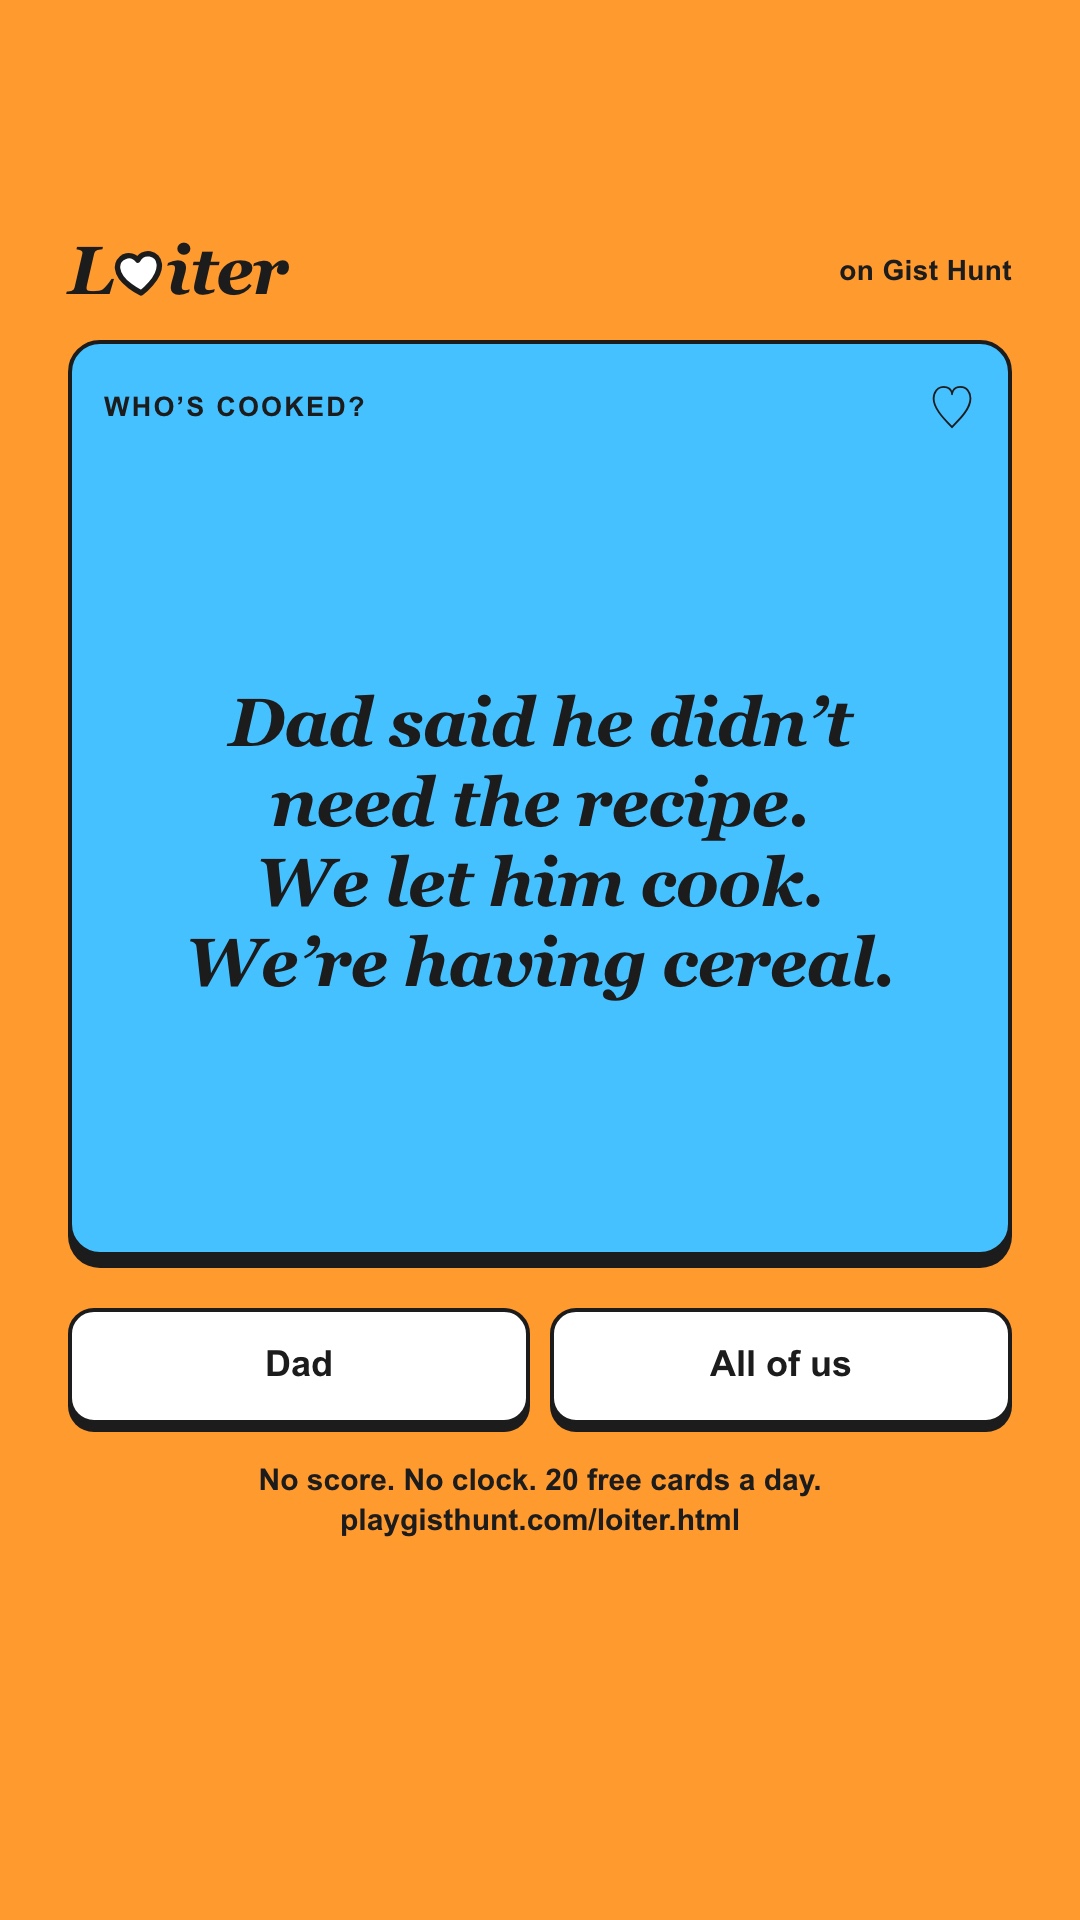 Loiter
on Gist Hunt
WHO’S COOKED?
Dad said he didn’t
need the recipe.
We let him cook.
We’re having cereal.
Dad
All of us
No score. No clock. 20 free cards a day.
playgisthunt.com/loiter.html